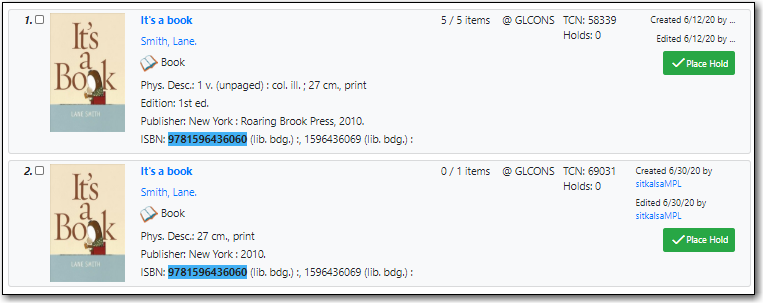 1.
It's
a
Book
LANE SMITH
It's a book
Smith, Lane.
Book
Phys. Desc.: 1 v. (unpaged) : col. ill. ; 27 cm., print
Edition: 1st ed.
Publisher: New York : Roaring Brook Press, 2010.
ISBN: 9781596436060 (lib. bdg.) :, 1596436069 (lib. bdg.) :
5 / 5 items
@ GLCONS
TCN: 58339
Holds: 0
Created 6/12/20 by ...
Edited 6/12/20 by ...
Place Hold
2.
It's
a
Book
LANE SMITH
It's a book
Smith, Lane.
Book
Phys. Desc.: 27 cm., print
Publisher: New York : 2010.
ISBN: 9781596436060 (lib. bdg.) :, 1596436069 (lib. bdg.) :
0 / 1 items
@ GLCONS
TCN: 69031
Holds: 0
Created 6/30/20 by
sitkalsaMPL
Edited 6/30/20 by
sitkalsaMPL
Place Hold